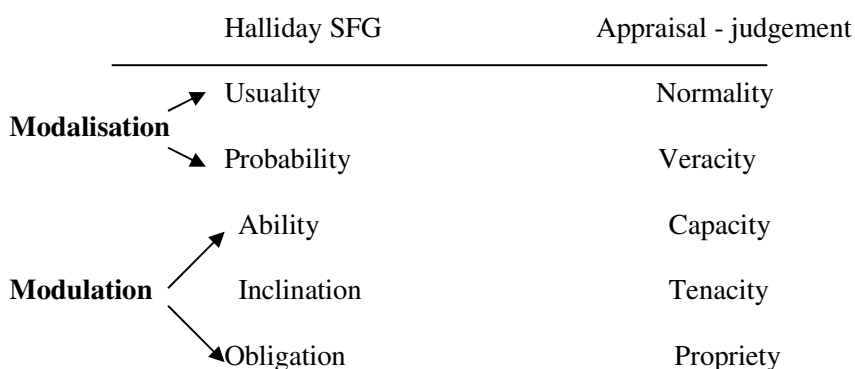 Halliday SFG Appraisal - judgement
Usuality Normality
Modalisation
Probability Veracity
Ability Capacity
Modulation Inclination Tenacity
Obligation Propriety